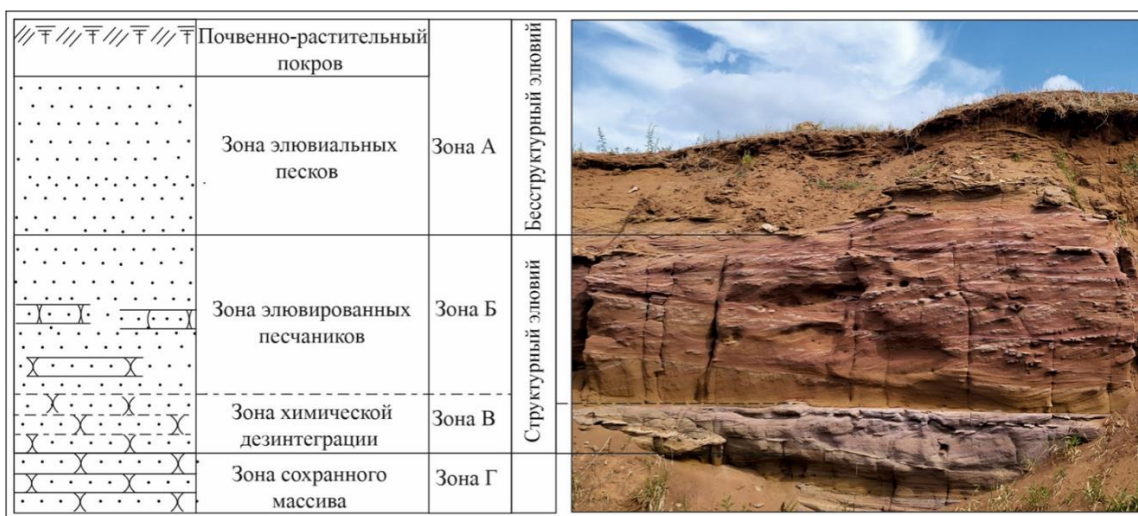 Почвенно-растительный
покров
Зона элювиальных
песков
Зона А
Бесструктурный элювий
Зона элювированных
песчаников
Зона Б
Структурный элювий
Зона химической
дезинтеграции
Зона В
Зона сохранного
массива
Зона Г